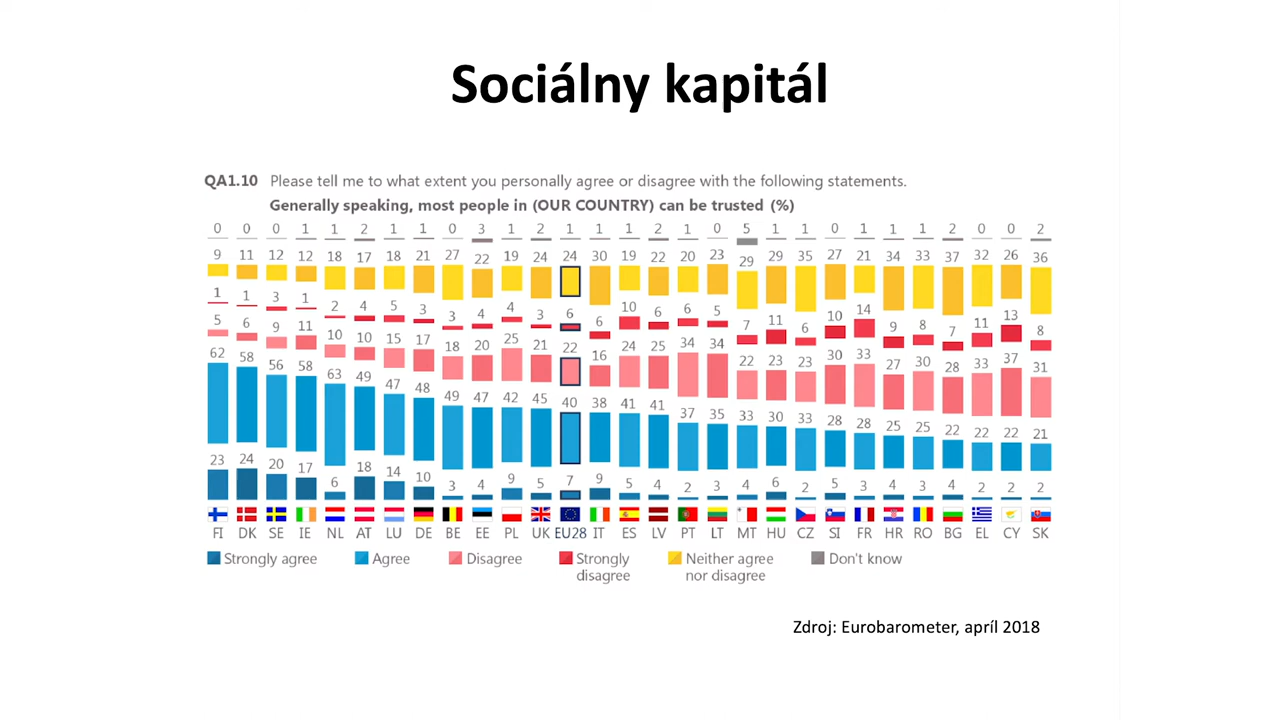 Sociálny kapitál
QA1.10 Please tell me to what extent you personally agree or disagree with the following statements.
Generally speaking, most people in (OUR COUNTRY) can be trusted (%)
0 0 0 1 1 2 1 1 0 3 1 2 1 1 1 2 1 0 5 1 1 0 1 1 1 2 0 0 2
9 11 12 12 18 17 18 21 27 22 19 24 24 30 19 22 20 23 29 29 35 27 21 34 33 37 32 26 36
1 1 3 1 2 4 5 3 3 4 4 3 6 6 10 6 6 5 7 11 6 10 14 9 8 7 11 13 8
5 6 9 11 10 10 15 17 18 20 25 21 22 16 24 25 34 34 22 23 23 30 33 27 30 28 33 37 31
62 58 56 58 63 49 47 48 49 47 42 45 40 38 41 41 37 35 33 30 33 28 28 25 25 22 22 22 21
23 24 20 17 6 18 14 10 3 4 9 5 7 9 5 4 2 3 4 6 2 5 3 4 3 4 2 2 2
FI DK SE IE NL AT LU DE BE EE PL UK EU28 IT ES LV PT LT MT HU CZ SI FR HR RO BG EL CY SK
Strongly agree Agree Disagree Strongly disagree Neither agree nor disagree Don't know
Zdroj: Eurobarometer, apríl 2018